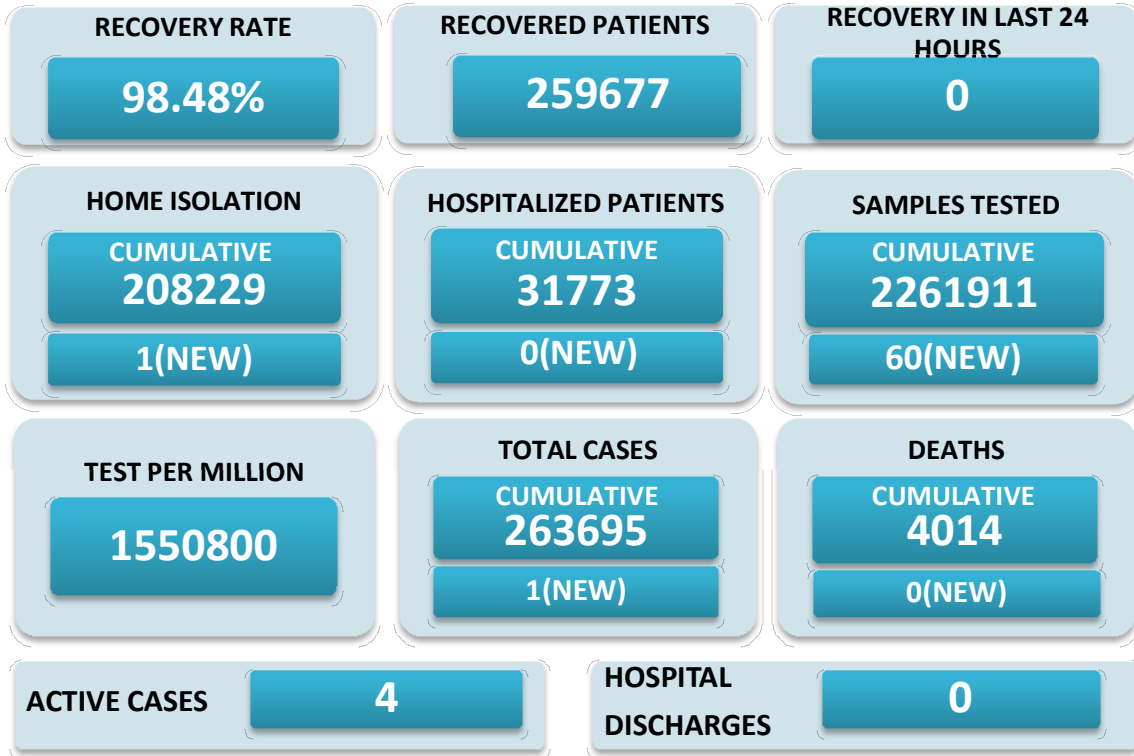 RECOVERY RATE
98.48%
RECOVERED PATIENTS
259677
RECOVERY IN LAST 24
HOURS
0
HOME ISOLATION
CUMULATIVE
208229
1(NEW)
HOSPITALIZED PATIENTS
CUMULATIVE
31773
0(NEW)
SAMPLES TESTED
CUMULATIVE
2261911
60(NEW)
TEST PER MILLION
1550800
TOTAL CASES
CUMULATIVE
263695
1(NEW)
DEATHS
CUMULATIVE
4014
0(NEW)
ACTIVE CASES
4
HOSPITAL
DISCHARGES
0